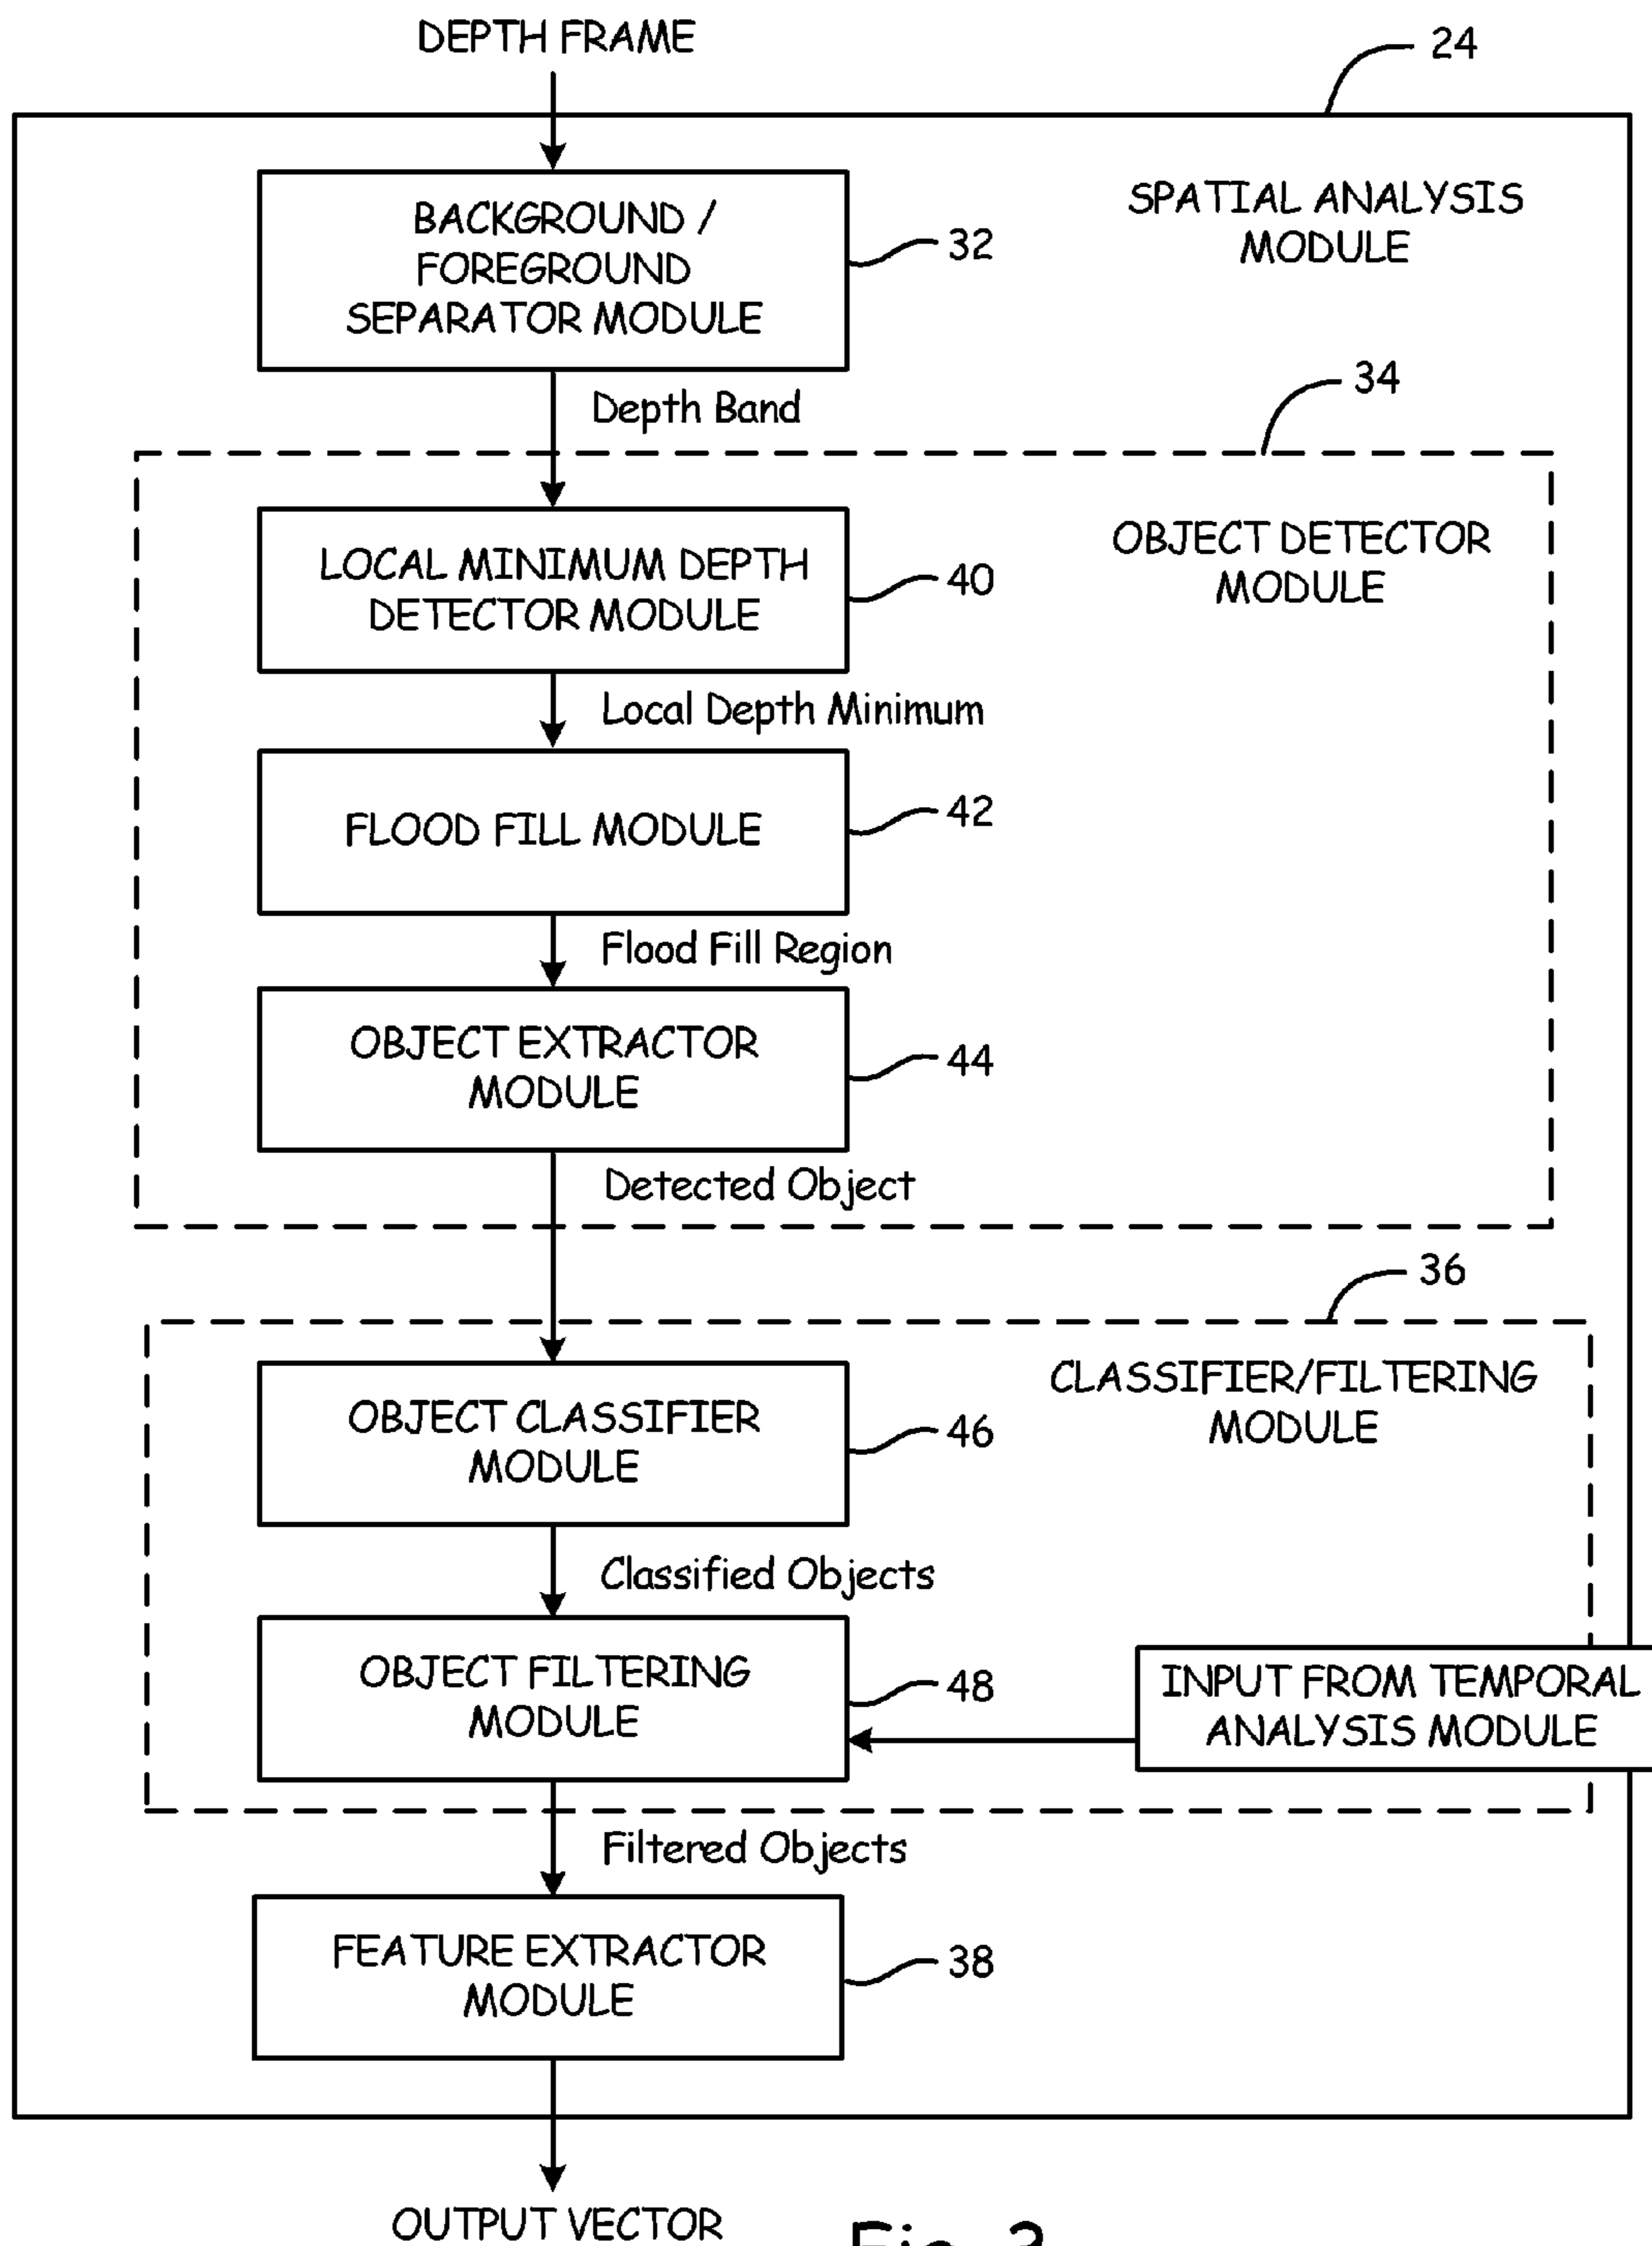 DEPTH FRAME
24
SPATIAL ANALYSIS
MODULE
BACKGROUND /
FOREGROUND
SEPARATOR MODULE
32
Depth Band
34
OBJECT DETECTOR
MODULE
LOCAL MINIMUM DEPTH
DETECTOR MODULE
40
Local Depth Minimum
FLOOD FILL MODULE
42
Flood Fill Region
OBJECT EXTRACTOR
MODULE
44
Detected Object
36
CLASSIFIER/FILTERING
MODULE
OBJECT CLASSIFIER
MODULE
46
Classified Objects
OBJECT FILTERING
MODULE
48
INPUT FROM TEMPORAL
ANALYSIS MODULE
Filtered Objects
FEATURE EXTRACTOR
MODULE
38
OUTPUT VECTOR